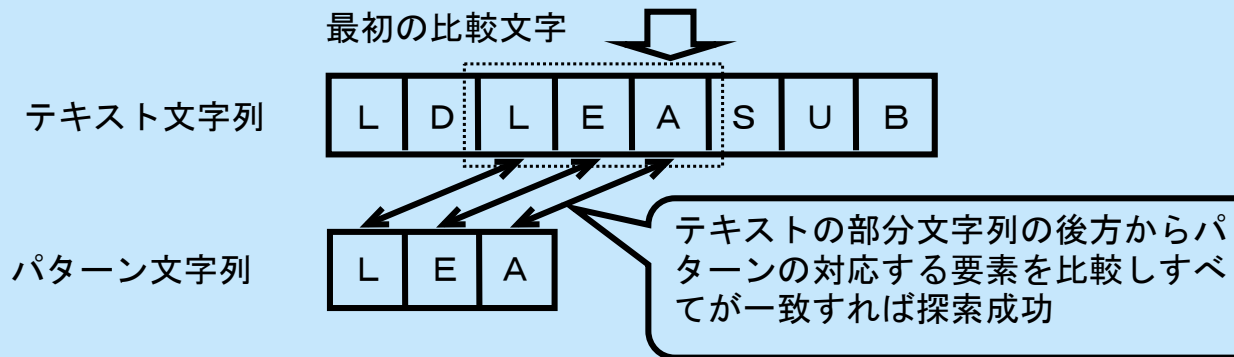 最初の比較文字
テキスト文字列 L D L E A S U B
パターン文字列 L E A
テキストの部分文字列の後方からパ
ターンの対応する要素を比較しすべ
てが一致すれば探索成功